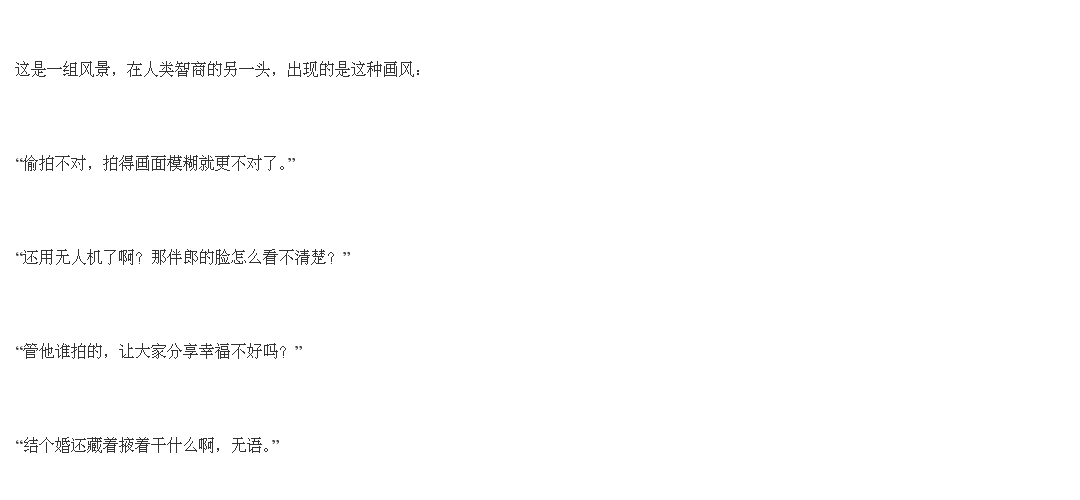 这是一组风景，在人类智商的另一头，出现的是这种画风：
“偷拍不对，拍得画面模糊就更不对了。”
“还用无人机了啊？那伴郎的脸怎么看不清楚？”
“管他谁拍的，让大家分享幸福不好吗？”
“结个婚还藏着掖着干什么啊，无语。”